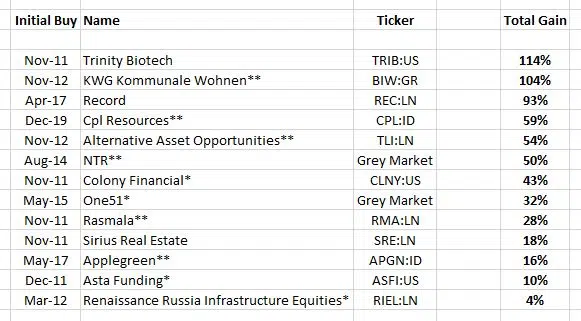 Initial Buy Name Ticker Total Gain
Nov-11 Trinity Biotech TRIB:US 114%
Nov-12 KWG Kommunale Wohnen** BIW:GR 104%
Apr-17 Record REC:LN 93%
Dec-19 Cpl Resources** CPL:ID 59%
Nov-12 Alternative Asset Opportunities** TLI:LN 54%
Aug-14 NTR** Grey Market 50%
Nov-11 Colony Financial* CLNY:US 43%
May-15 One51* Grey Market 32%
Nov-11 Rasmala** RMA:LN 28%
Nov-11 Sirius Real Estate SRE:LN 18%
May-17 Applegreen** APGN:ID 16%
Dec-11 Asta Funding* ASFI:US 10%
Mar-12 Renaissance Russia Infrastructure Equities* RIEL:LN 4%